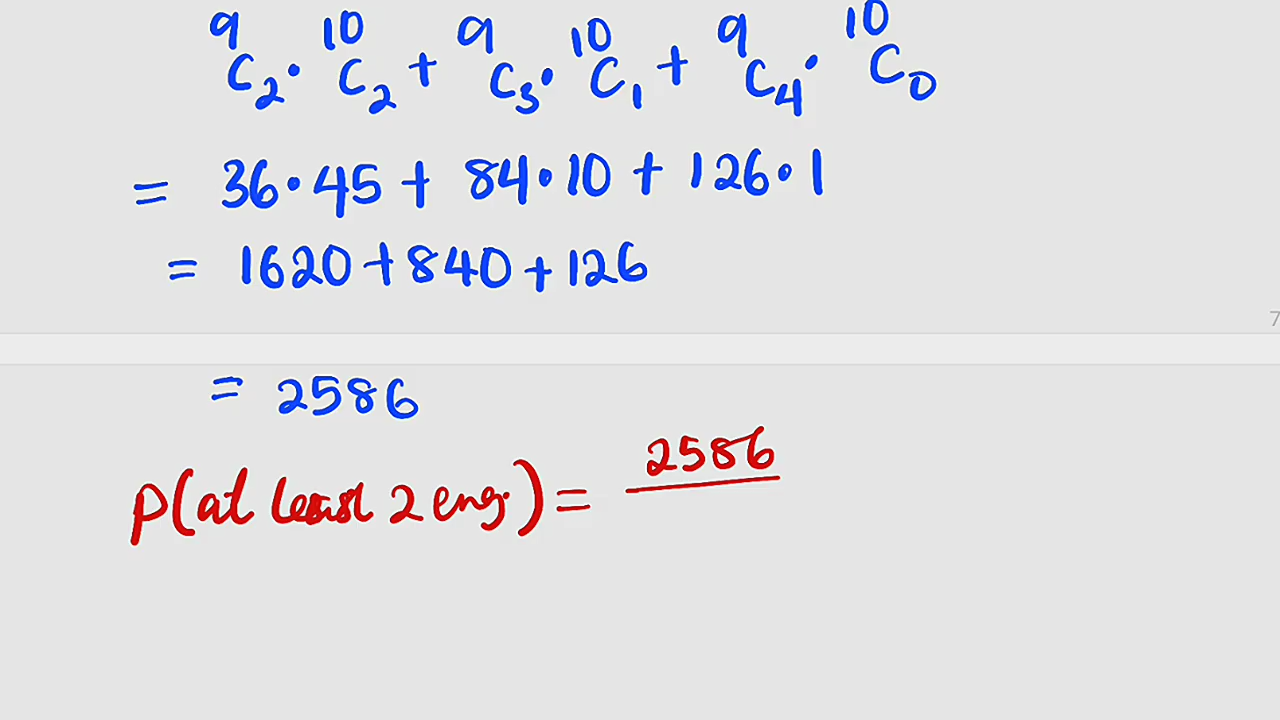 ⁹C₂ · ¹⁰C₂ + ⁹C₃ · ¹⁰C₁ + ⁹C₄ · ¹⁰C₀
= 36 · 45 + 84 · 10 + 126 · 1
= 1620 + 840 + 126
7
= 2586
P(at least 2 eng.) = 2586